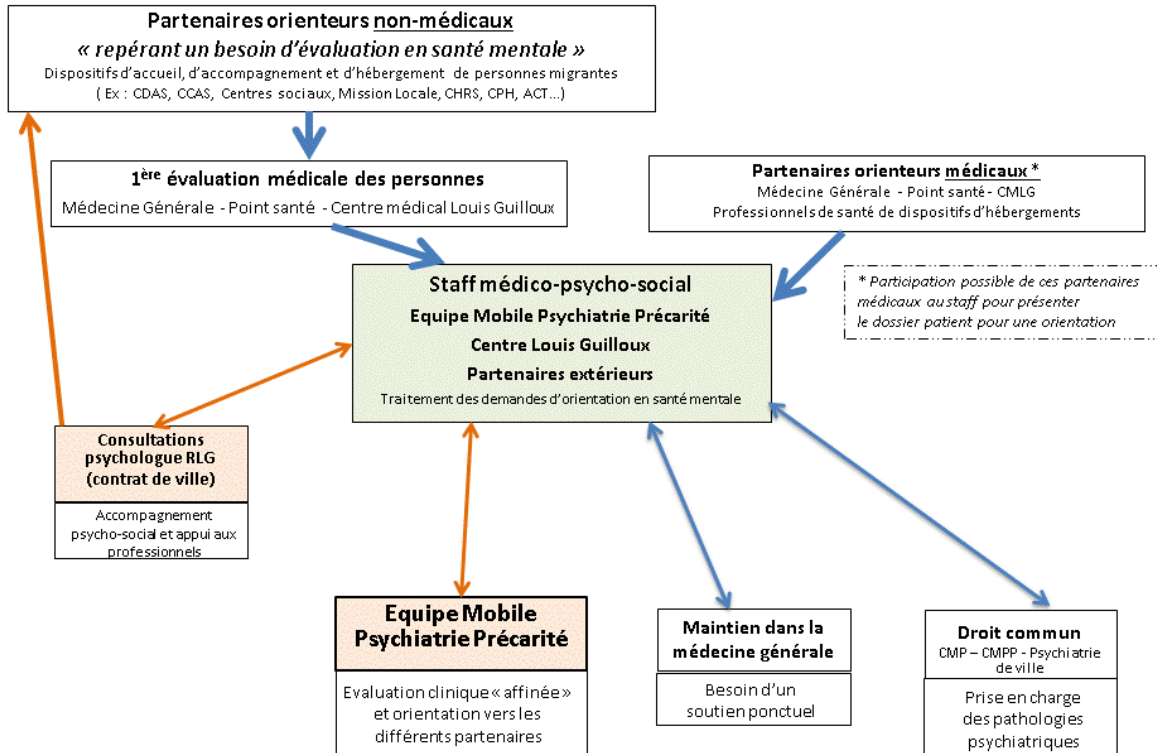 Partenaires orienteurs non-médicaux
« repérant un besoin d'évaluation en santé mentale »
Dispositifs d'accueil, d'accompagnement et d'hébergement de personnes migrantes
( Ex : CDAS, CCAS, Centres sociaux, Mission Locale, CHRS, CPH, ACT...)
1ère évaluation médicale des personnes
Médecine Générale - Point santé - Centre médical Louis Guilloux
Partenaires orienteurs médicaux *
Médecine Générale - Point santé- CMLG
Professionnels de santé de dispositifs d'hébergements
* Participation possible de ces partenaires
médicaux au staff pour présenter
le dossier patient pour une orientation
Staff médico-psycho-social
Equipe Mobile Psychiatrie Précarité
Centre Louis Guilloux
Partenaires extérieurs
Traitement des demandes d'orientation en santé mentale
Consultations
psychologue RLG
(contrat de ville)
Accompagnement
psycho-social et appui aux
professionnels
Equipe Mobile
Psychiatrie Précarité
Evaluation clinique « affinée »
et orientation vers les
différents partenaires
Maintien dans la
médecine générale
Besoin d'un
soutien ponctuel
Droit commun
CMP – CMPP - Psychiatrie
de ville
Prise en charge
des pathologies
psychiatriques